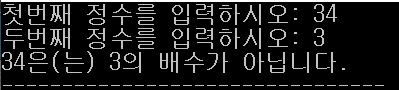 첫번째 정수를 입력하시오: 34
두번째 정수를 입력하시오: 3
34은(는) 3의 배수가 아닙니다.
--------------------------------